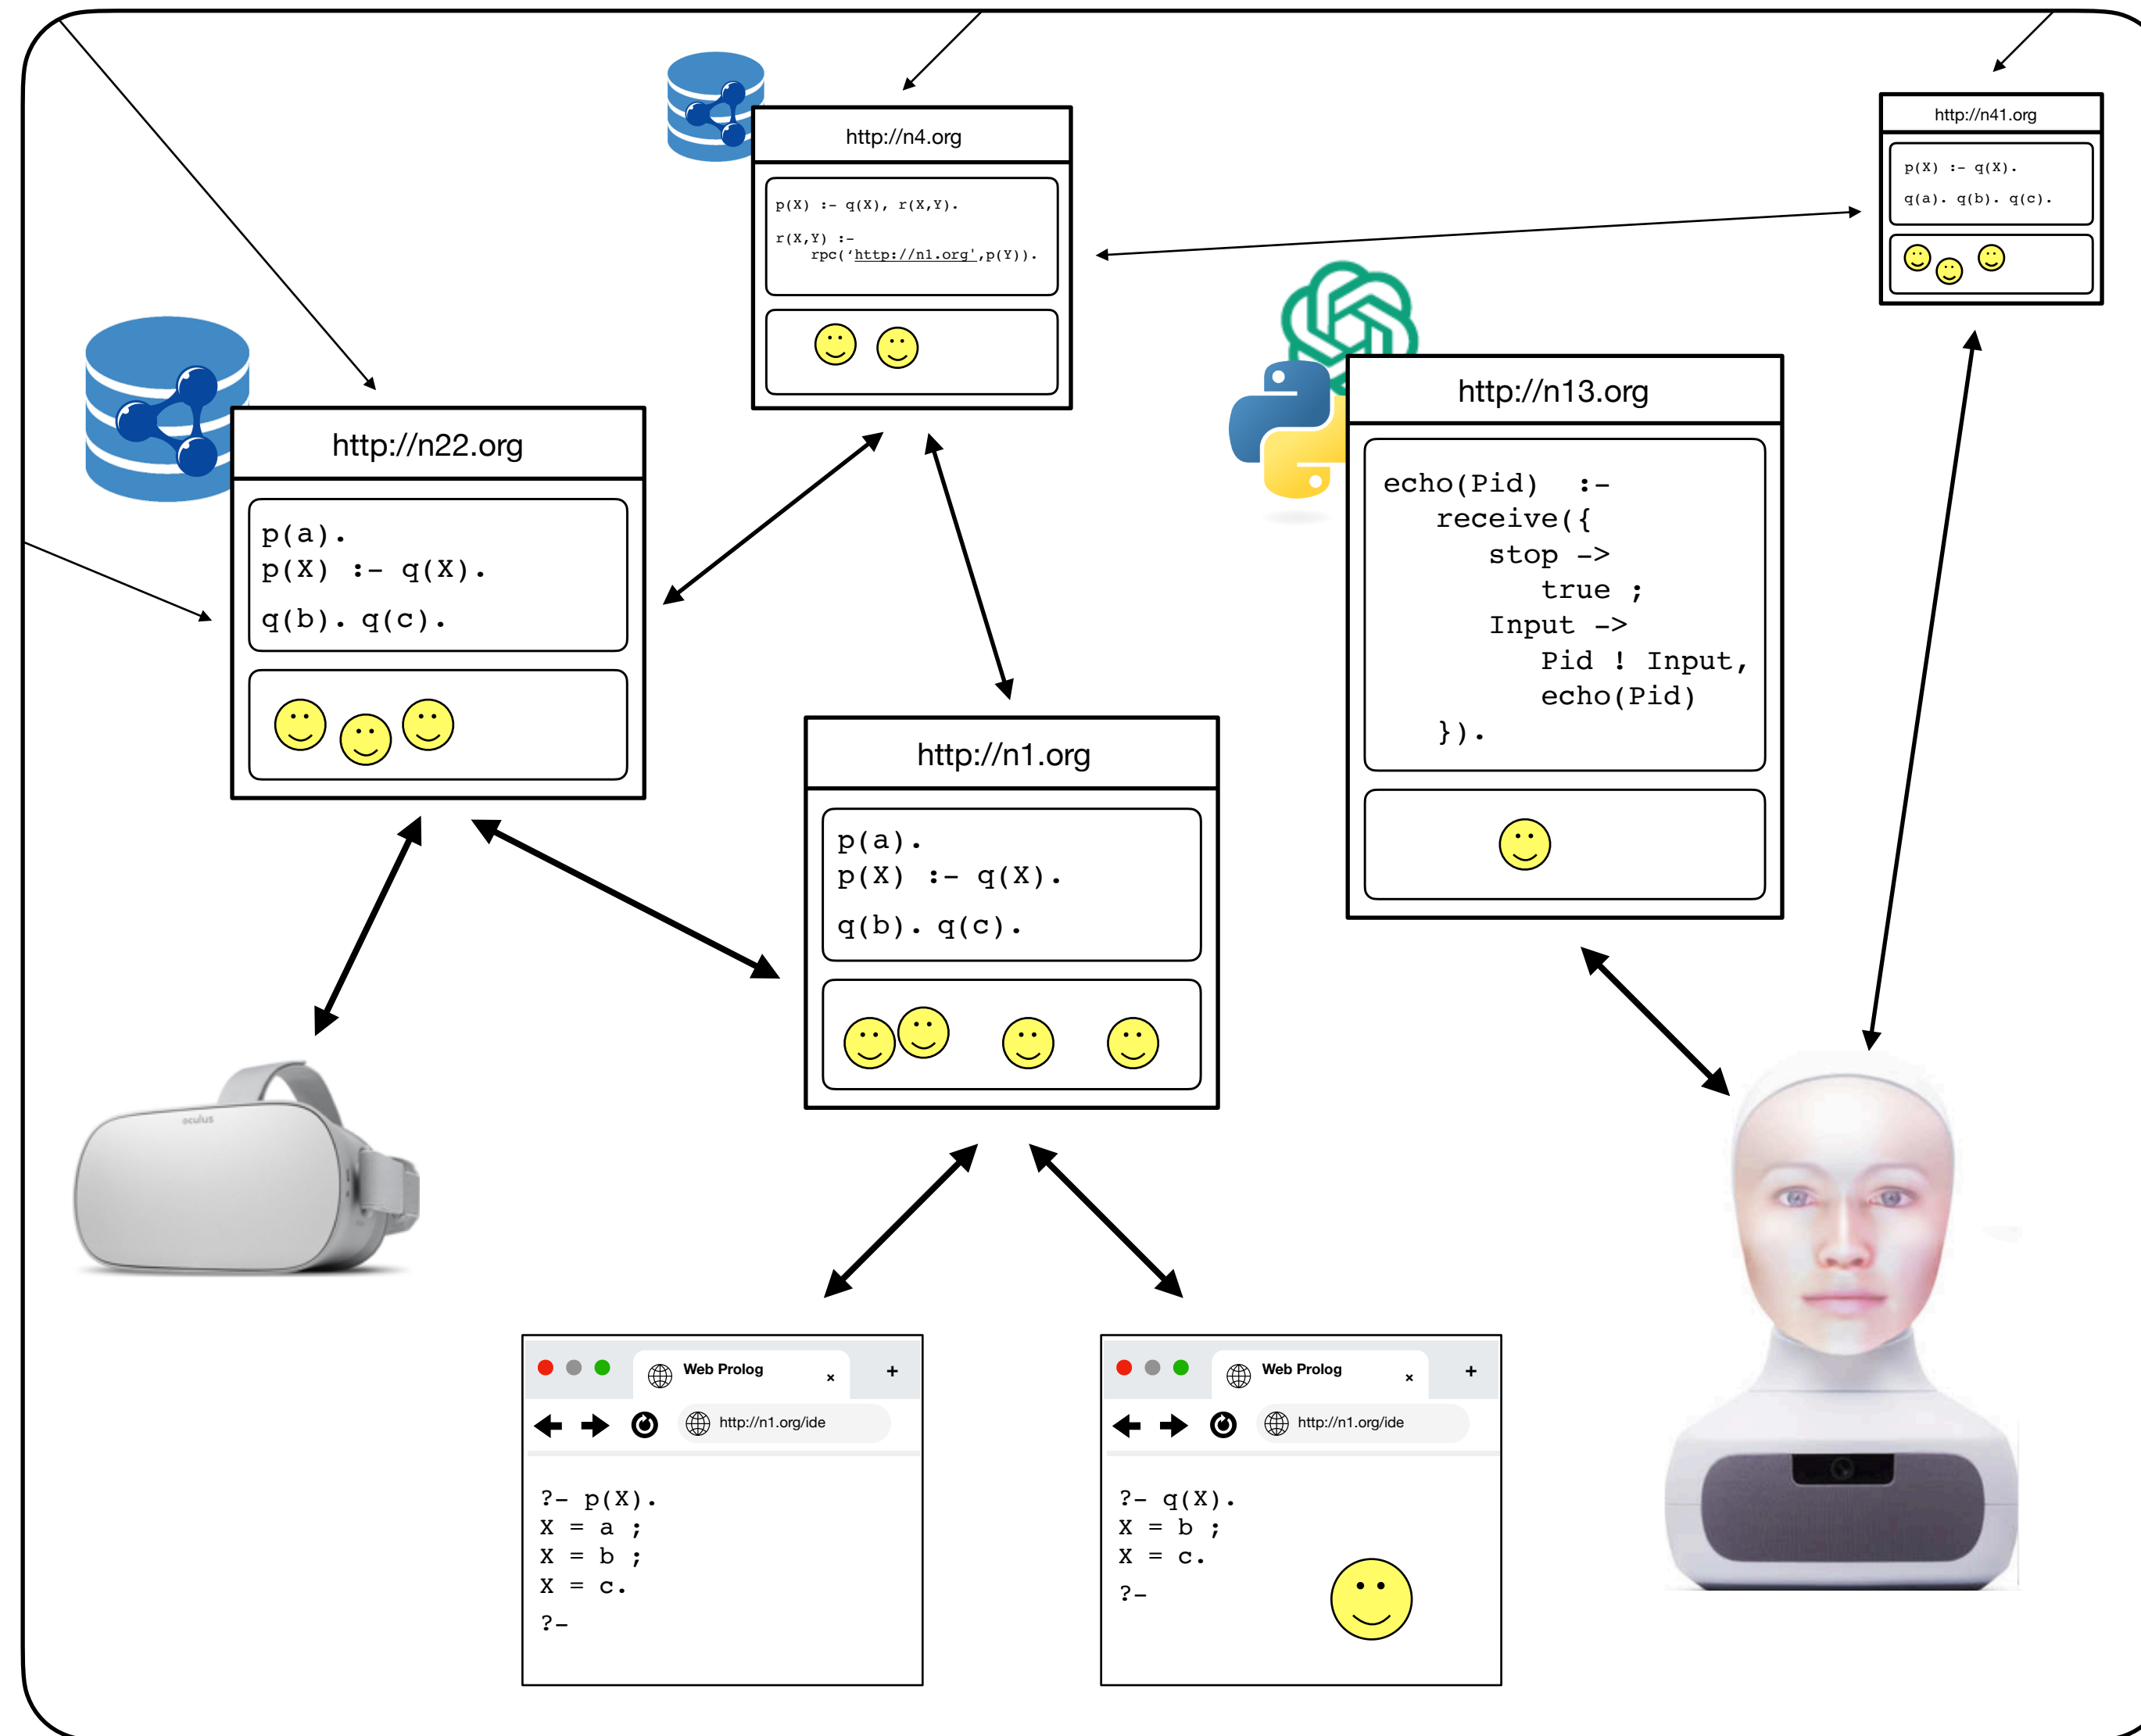 http://n4.org
p(X) :- q(X), r(X,Y).
r(X,Y) :-
rpc(‘http://n1.org',p(Y)).
http://n41.org
p(X) :- q(X).
q(a). q(b). q(c).
http://n22.org
p(a).
p(X) :- q(X).
q(b). q(c).
http://n13.org
echo(Pid) :-
receive({
stop ->
true ;
Input ->
Pid ! Input,
echo(Pid)
}).
http://n1.org
p(a).
p(X) :- q(X).
q(b). q(c).
oculus
Web Prolog × +
http://n1.org/ide
?- p(X).
X = a ;
X = b ;
X = c.
?-
Web Prolog × +
http://n1.org/ide
?- q(X).
X = b ;
X = c.
?-